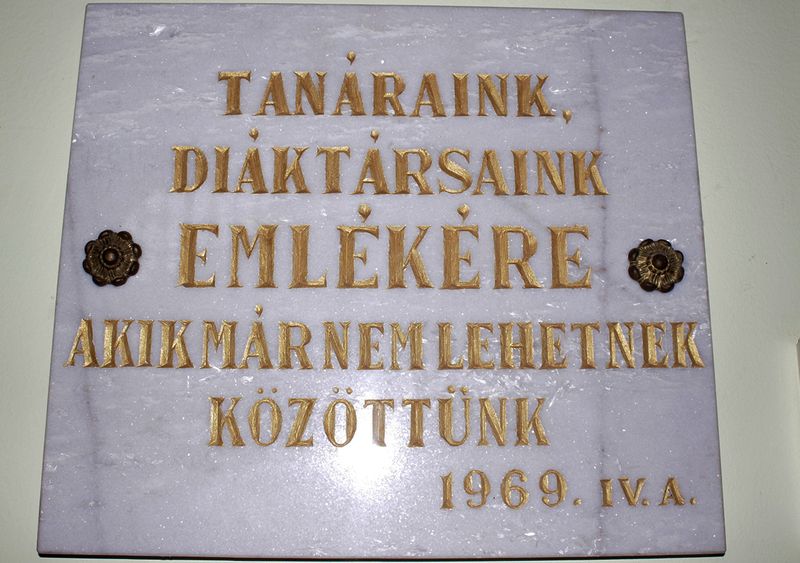 TANÁRAINK,
DIÁKTÁRSAINK
EMLÉKÉRE
AKIK MÁR NEM LEHETNEK
KÖZÖTTÜNK
1969. IV. A.